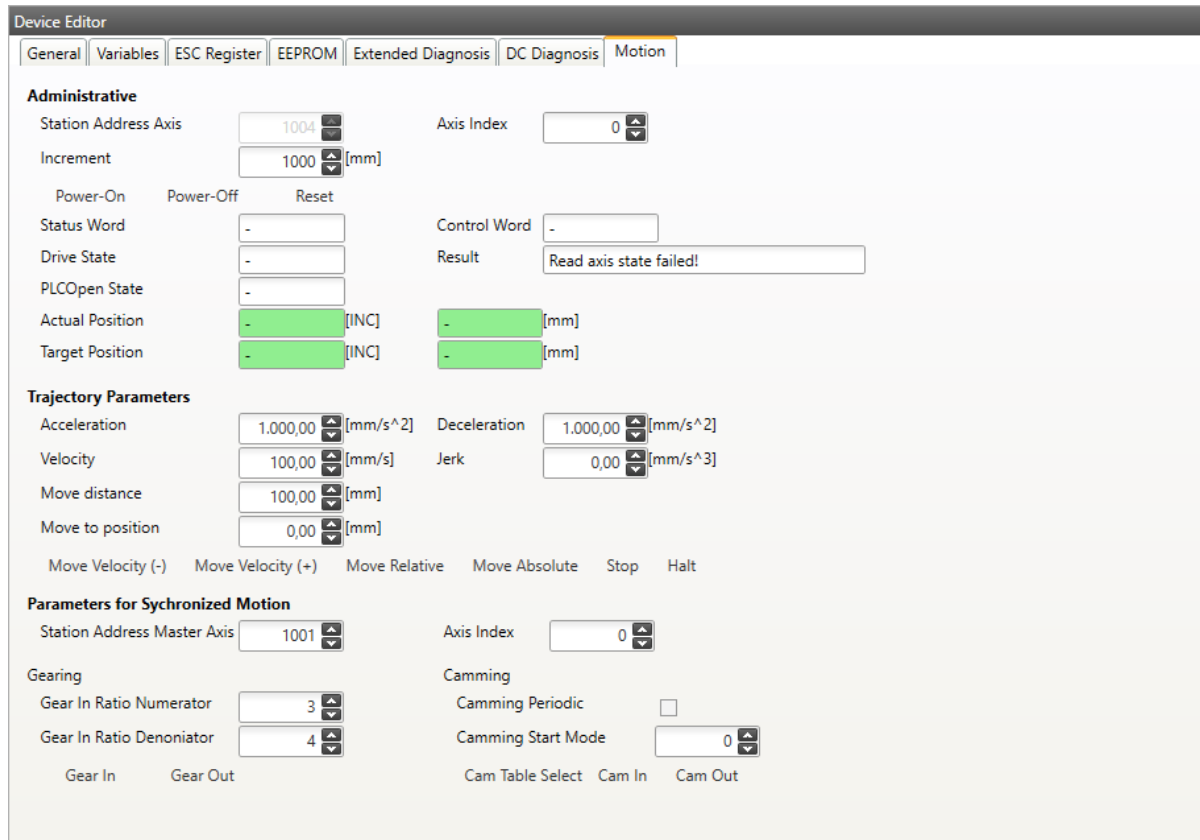 Device Editor
General Variables ESC Register EEPROM Extended Diagnosis DC Diagnosis Motion
Administrative
Station Address Axis 1004 Axis Index 0
Increment 1000 [mm]
Power-On Power-Off Reset
Status Word - Control Word -
Drive State - Result Read axis state failed!
PLCOpen State -
Actual Position - [INC] - [mm]
Target Position - [INC] - [mm]
Trajectory Parameters
Acceleration 1.000,00 [mm/s^2] Deceleration 1.000,00 [mm/s^2]
Velocity 100,00 [mm/s] Jerk 0,00 [mm/s^3]
Move distance 100,00 [mm]
Move to position 0,00 [mm]
Move Velocity (-) Move Velocity (+) Move Relative Move Absolute Stop Halt
Parameters for Sychronized Motion
Station Address Master Axis 1001 Axis Index 0
Gearing Camming
Gear In Ratio Numerator 3 Camming Periodic
Gear In Ratio Denoniator 4 Camming Start Mode 0
Gear In Gear Out Cam Table Select Cam In Cam Out